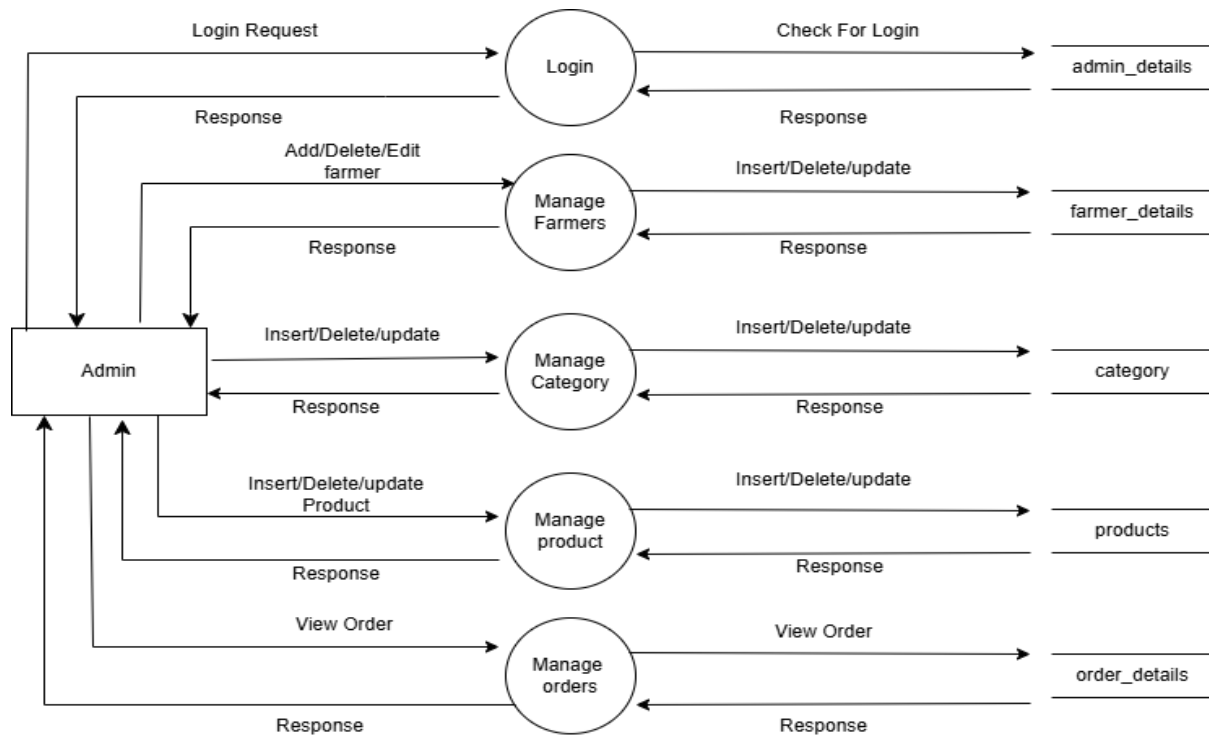 Login Request
Check For Login
Login
admin_details
Response
Response
Add/Delete/Edit
farmer
Insert/Delete/update
Manage
Farmers
farmer_details
Response
Response
Insert/Delete/update
Insert/Delete/update
Admin
Manage
Category
category
Response
Response
Insert/Delete/update
Product
Insert/Delete/update
Manage
product
products
Response
Response
View Order
View Order
Manage
orders
order_details
Response
Response